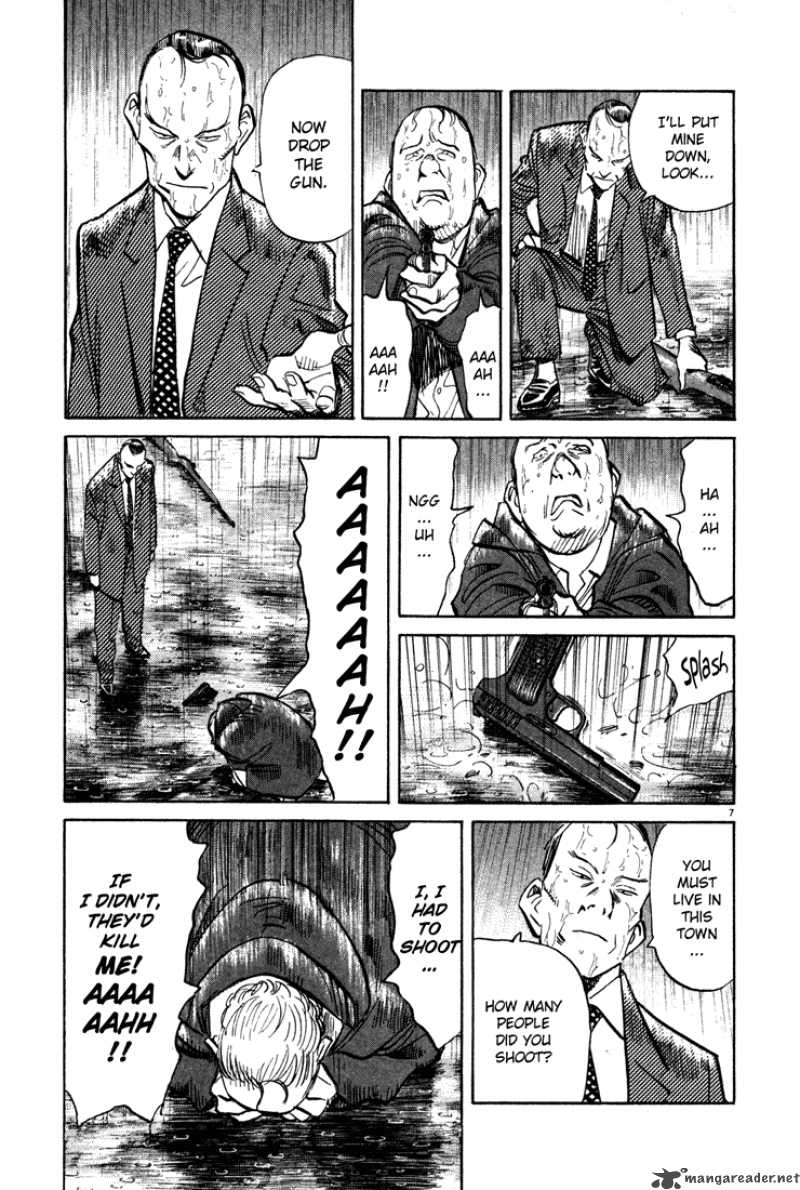 I'LL PUT
MINE
DOWN,
LOOK...
AAA
AH
...
AAA
AAH
!!
NOW
DROP
THE
GUN.
HA
...
AH
...
NGG
...
UH
splash
AAAAAAAH!!
7
YOU
MUST
LIVE IN
THIS
TOWN
...
HOW MANY
PEOPLE
DID YOU
SHOOT?
I, I
HAD
TO
SHOOT
...
IF
I DIDN'T,
THEY'D
KILL
ME!
AAAA
AAHH
!!
mangareader.net